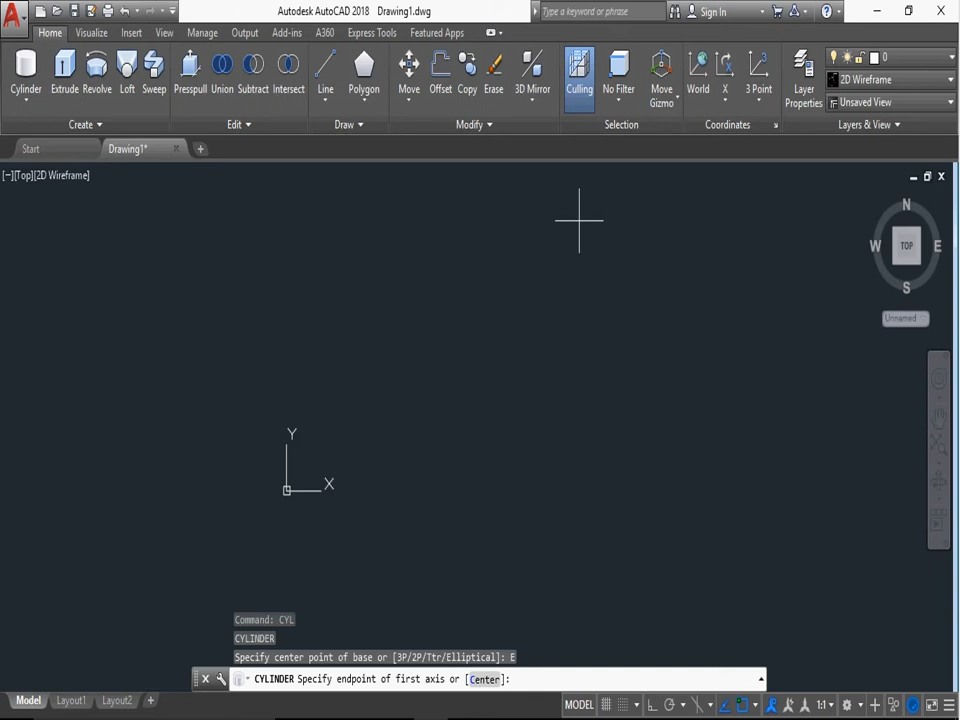 Autodesk AutoCAD 2018 Drawing1.dwg
Type a keyword or phrase
Sign In
Home Visualize Insert View Manage Output Add-ins A360 Express Tools Featured Apps
Cylinder Extrude Revolve Loft Sweep Presspull Union Subtract Intersect Line Polygon Move Offset Copy Erase 3D Mirror Culling No Filter Move Gizmo World X 3 Point Layer Properties
0
2D Wireframe
Unsaved View
Create Edit Draw Modify Selection Coordinates Layers & View
Start Drawing1* +
[−][Top][2D Wireframe]
N
W TOP E
S
Unnamed
Y
X
Command: CYL
CYLINDER
Specify center point of base or [3P/2P/Ttr/Elliptical]: E
CYLINDER Specify endpoint of first axis or [Center]:
Model Layout1 Layout2 +
MODEL 1:1